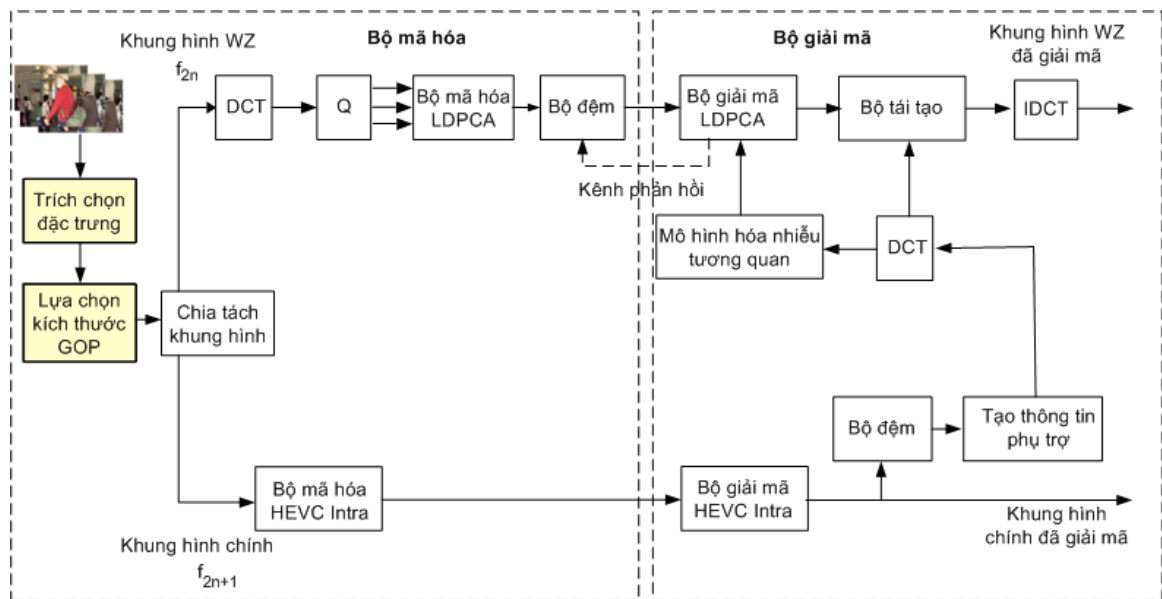 Khung hình WZ
f2n
Bộ mã hóa
Bộ giải mã
Khung hình WZ
đã giải mã
DCT
Q
Bộ mã hóa
LDPCA
Bộ đệm
Bộ giải mã
LDPCA
Bộ tái tạo
IDCT
Kênh phản hồi
Trích chọn
đặc trưng
Mô hình hóa nhiễu
tương quan
DCT
Lựa chọn
kích thước
GOP
Chia tách
khung hình
Bộ đệm
Tạo thông tin
phụ trợ
Bộ mã hóa
HEVC Intra
Bộ giải mã
HEVC Intra
Khung hình
chính đã giải mã
Khung hình chính
f2n+1